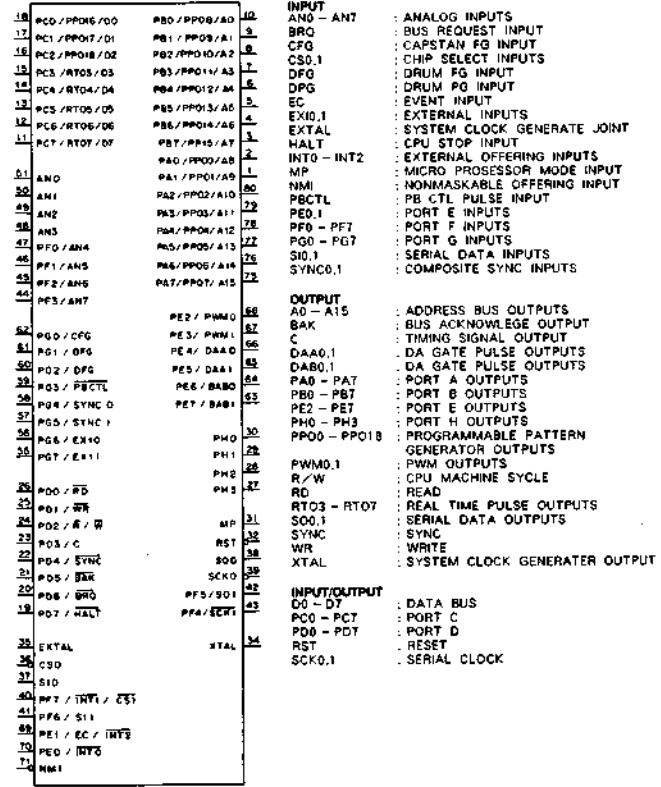 18 PC0/PPO16/D0 PB0/PPO8/A0 10
17 PC1/PPO17/D1 PB1/PPO9/A1 9
16 PC2/PPO18/D2 PB2/PPO10/A2 8
15 PC3/RTO3/D3 PB3/PPO11/A3 7
14 PC4/RTO4/D4 PB4/PPO12/A4 6
13 PC5/RTO5/D5 PB5/PPO13/A5 5
12 PC6/RTO6/D6 PB6/PPO14/A6 4
11 PC7/RTO7/D7 PB7/PPO15/A7 3
PA0/PPO0/A8 2
51 AN0 PA1/PPO1/A9 1
50 AN1 PA2/PPO2/A10 80
49 AN2 PA3/PPO3/A11 79
48 AN3 PA4/PPO4/A12 78
47 PF0/AN4 PA5/PPO5/A13 77
46 PF1/AN5 PA6/PPO6/A14 76
45 PF2/AN6 PA7/PPO7/A15 75
44 PF3/AN7
PE2/PWM0 68
62 PG0/CFG PE3/PWM1 67
61 PG1/DFG PE4/DAA0 66
60 PG2/DFG PE5/DAA1 65
59 PG3/PBCTL PE6/BAB0 64
58 PG4/SYNC 0 PE7/BAB1 63
57 PG5/SYNC 1
56 PG6/EX10 PH0 30
55 PG7/EX11 PH1 29
PH2 28
26 PD0/RD PH3 27
25 PD1/WR
24 PD2/R/W MP 31
23 PD3/C RST 32
22 PD4/SYNC SO0 38
21 PD5/BAK SCK0 39
20 PD6/BRQ PF5/SO1 42
19 PD7/HALT PF4/SCK1 43
35 EXTAL XTAL 34
36 CS0
37 SI0
40 PF7/INT1/CS1
41 PF6/SI1
69 PE1/EC/INT2
70 PE0/INT0
71 NMI
INPUT
AN0 – AN7 : ANALOG INPUTS
BRQ : BUS REQUEST INPUT
CFG : CAPSTAN FG INPUT
CS0,1 : CHIP SELECT INPUTS
DFG : DRUM FG INPUT
DPG : DRUM PG INPUT
EC : EVENT INPUT
EXI0,1 : EXTERNAL INPUTS
EXTAL : SYSTEM CLOCK GENERATE JOINT
HALT : CPU STOP INPUT
INT0 – INT2 : EXTERNAL OFFERING INPUTS
MP : MICRO PROSESSOR MODE INPUT
NMI : NONMASKABLE OFFERING INPUT
PBCTL : PB CTL PULSE INPUT
PE0,1 : PORT E INPUTS
PF0 – PF7 : PORT F INPUTS
PG0 – PG7 : PORT G INPUTS
SI0,1 : SERIAL DATA INPUTS
SYNC0,1 : COMPOSITE SYNC INPUTS
OUTPUT
A0 – A15 : ADDRESS BUS OUTPUTS
BAK : BUS ACKNOWLEGE OUTPUT
C : TIMING SIGNAL OUTPUT
DAA0,1 : DA GATE PULSE OUTPUTS
DAB0,1 : DA GATE PULSE OUTPUTS
PA0 – PA7 : PORT A OUTPUTS
PB0 – PB7 : PORT B OUTPUTS
PE2 – PE7 : PORT E OUTPUTS
PH0 – PH3 : PORT H OUTPUTS
PPO0 – PPO18 : PROGRAMMABLE PATTERN
GENERATOR OUTPUTS
PWM0,1 : PWM OUTPUTS
R/W : CPU MACHINE SYCLE
RD : READ
RTO3 – RTO7 : REAL TIME PULSE OUTPUTS
SO0,1 : SERIAL DATA OUTPUTS
SYNC : SYNC
WR : WRITE
XTAL : SYSTEM CLOCK GENERATER OUTPUT
INPUT/OUTPUT
D0 – D7 : DATA BUS
PC0 – PC7 : PORT C
PD0 – PD7 : PORT D
RST : RESET
SCK0,1 : SERIAL CLOCK